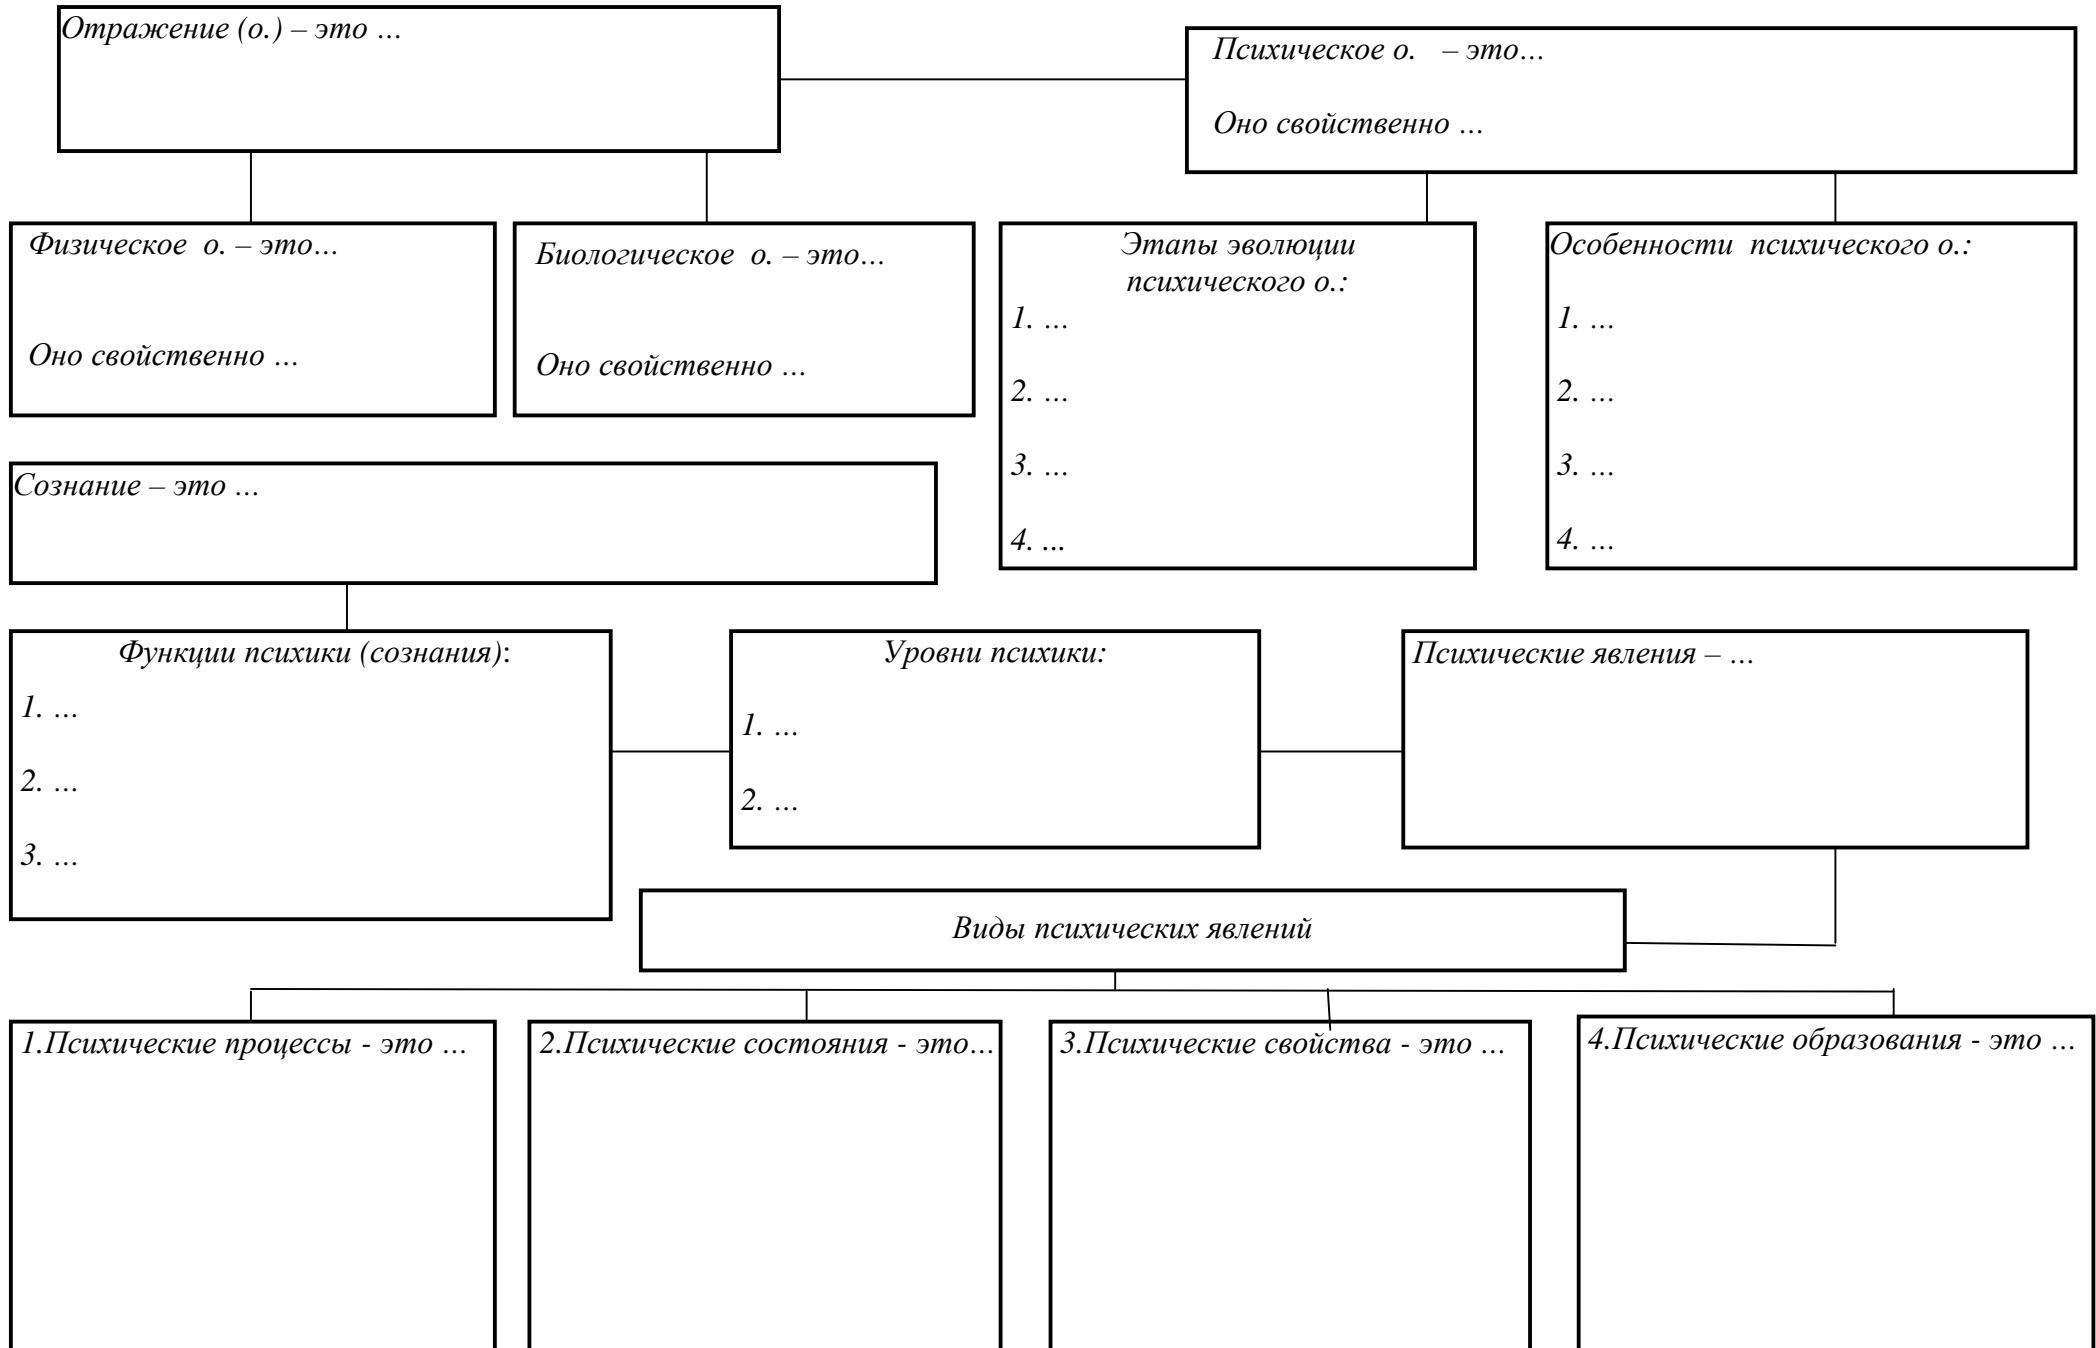 Отражение (о.) – это …
Психическое о. – это…
Оно свойственно …
Физическое о. – это…
Оно свойственно …
Биологическое о. – это…
Оно свойственно …
Этапы эволюции
психического о.:
1. …
2. …
3. …
4. ...
Особенности психического о.:
1. …
2. …
3. …
4. …
Сознание – это …
Функции психики (сознания):
1. …
2. …
3. …
Уровни психики:
1. …
2. …
Психические явления – …
Виды психических явлений
1.Психические процессы - это …
2.Психические состояния - это…
3.Психические свойства - это …
4.Психические образования - это …